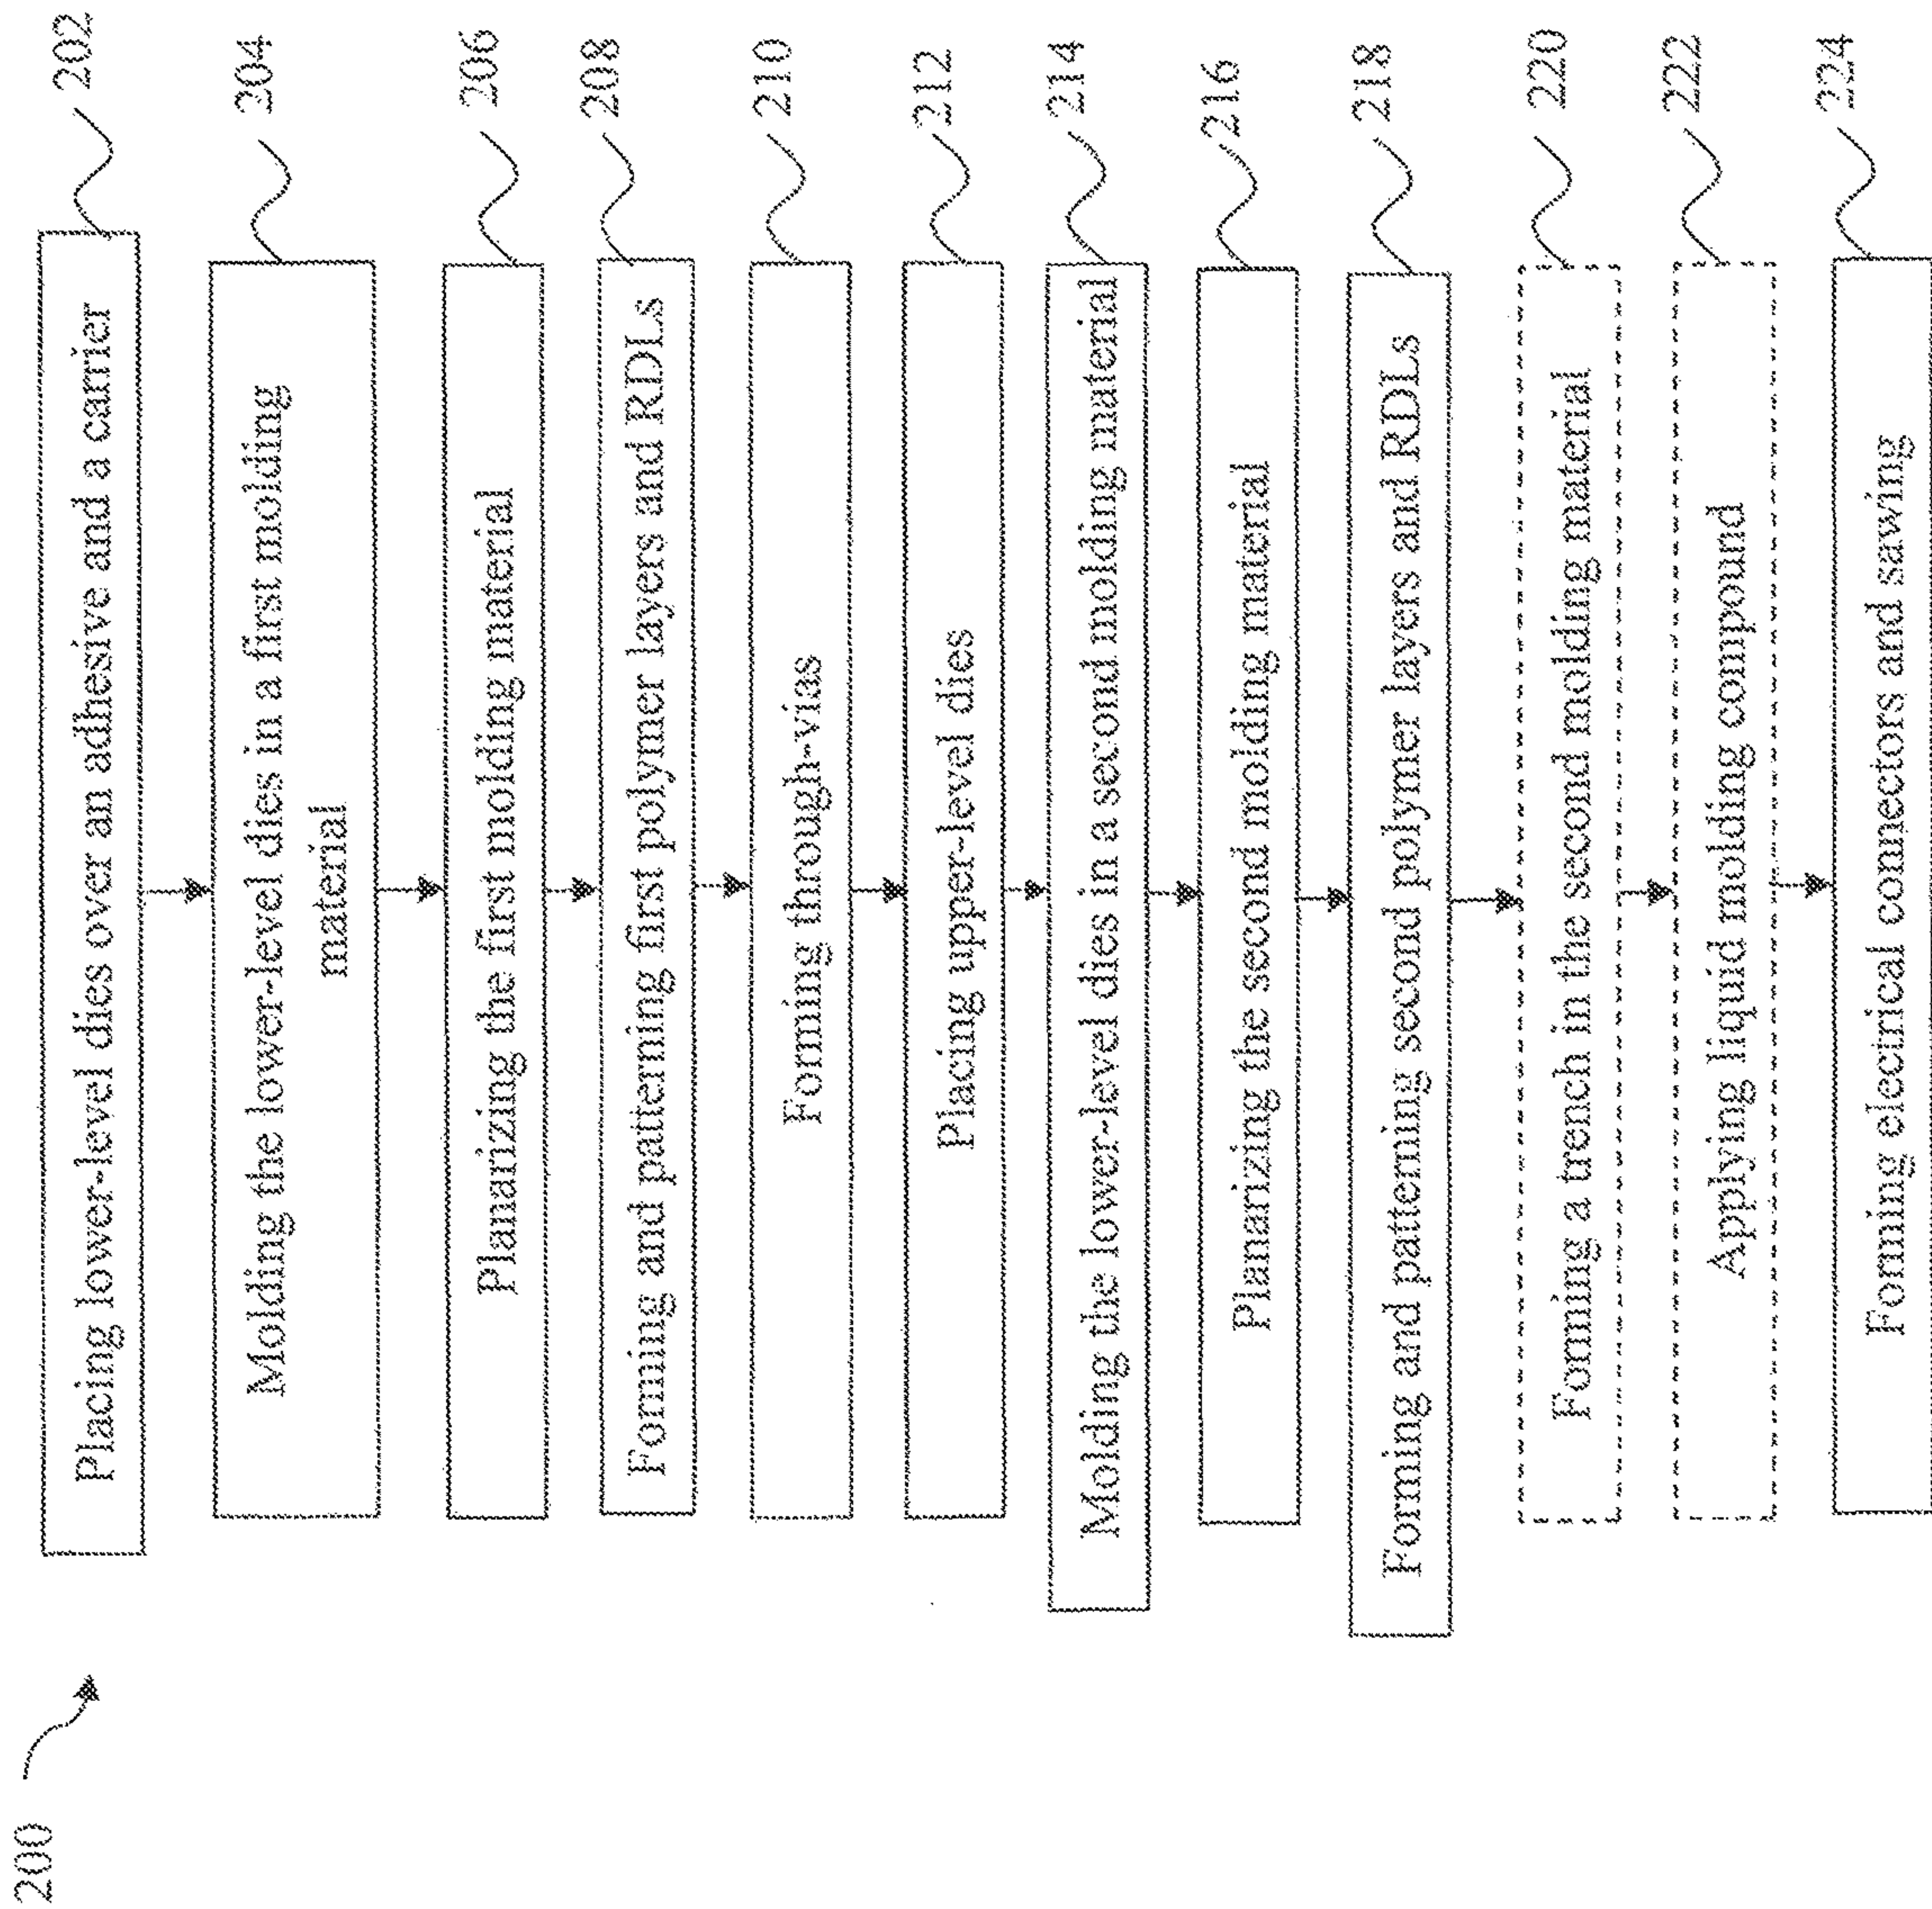 200
Placing lower-level dies over an adhesive and a carrier
202
Molding the lower-level dies in a first molding
material
204
Planarizing the first molding material
206
Forming and patterning first polymer layers and RDLs
208
Forming through-vias
210
Placing upper-level dies
212
Molding the lower-level dies in a second molding material
214
Planarizing the second molding material
216
Forming and patterning second polymer layers and RDLs
218
Forming a trench in the second molding material
220
Applying liquid molding compound
222
Forming electrical connectors and sawing
224